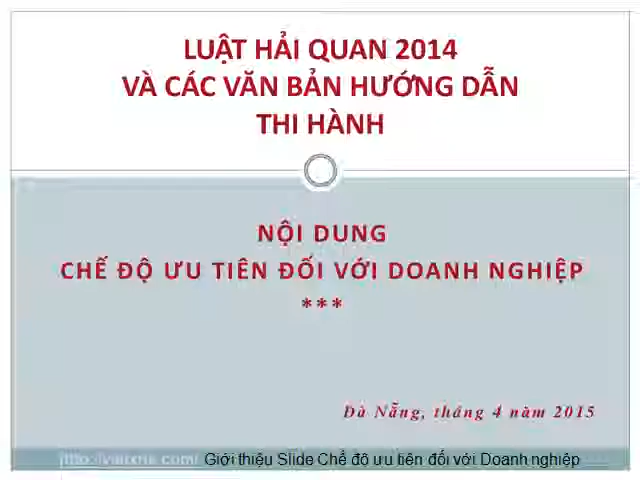 LUẬT HẢI QUAN 2014
VÀ CÁC VĂN BẢN HƯỚNG DẪN
THI HÀNH
NỘI DUNG
CHẾ ĐỘ ƯU TIÊN ĐỐI VỚI DOANH NGHIỆP
***
Đà Nẵng, tháng 4 năm 2015
Giới thiệu Slide Chế độ ưu tiên đối với Doanh nghiệp